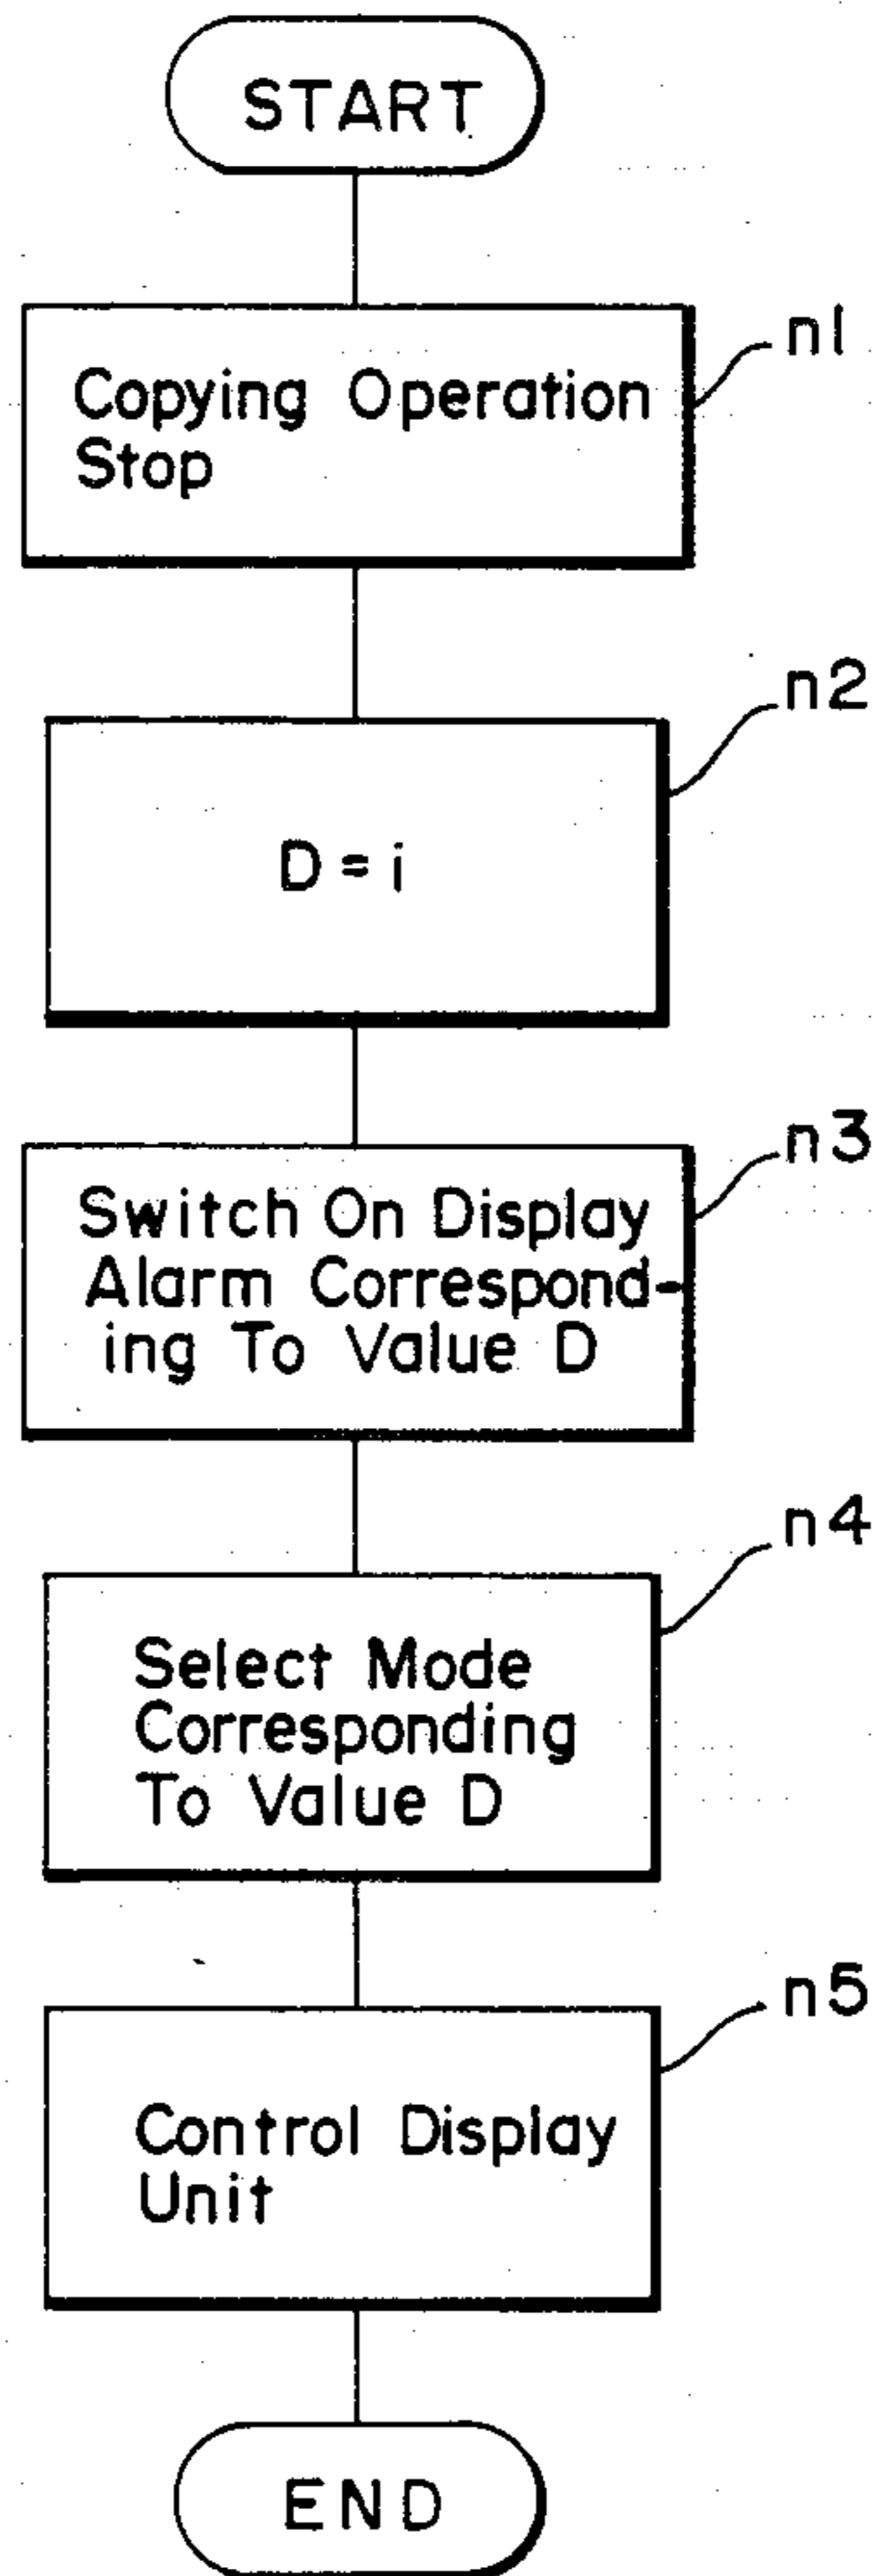 START
n1
Copying Operation
Stop
n2
D = i
n3
Switch On Display
Alarm Correspond-
ing To Value D
n4
Select Mode
Corresponding
To Value D
n5
Control Display
Unit
END